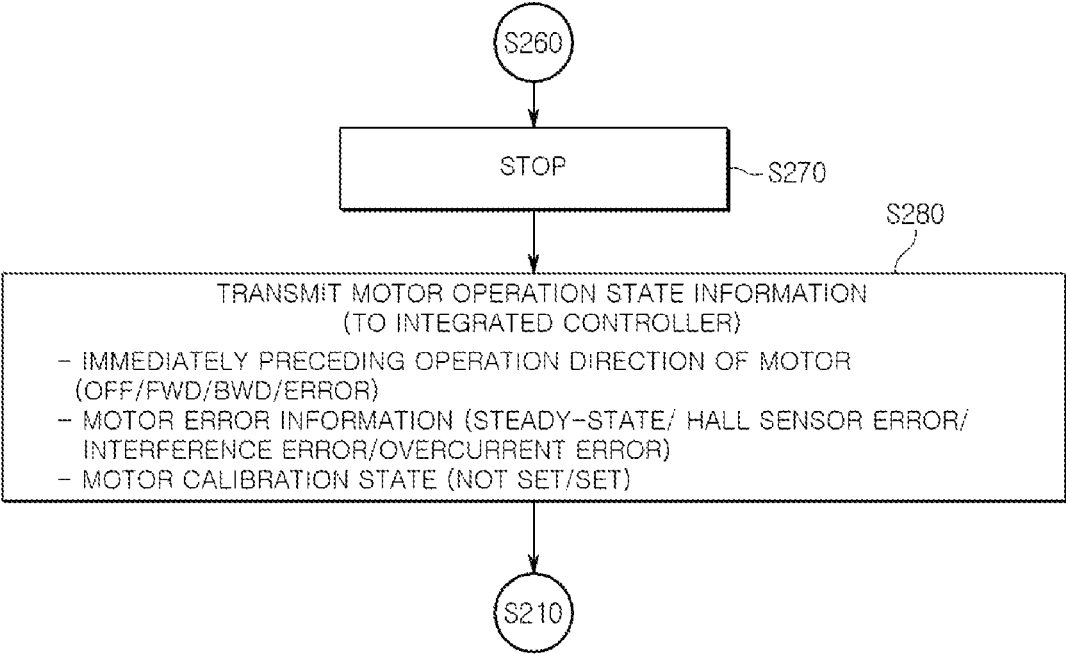 S260
STOP
S270
S280
TRANSMIT MOTOR OPERATION STATE INFORMATION
(TO INTEGRATED CONTROLLER)
– IMMEDIATELY PRECEDING OPERATION DIRECTION OF MOTOR
(OFF/FWD/BWD/ERROR)
– MOTOR ERROR INFORMATION (STEADY-STATE/ HALL SENSOR ERROR/
INTERFERENCE ERROR/OVERCURRENT ERROR)
– MOTOR CALIBRATION STATE (NOT SET/SET)
S210